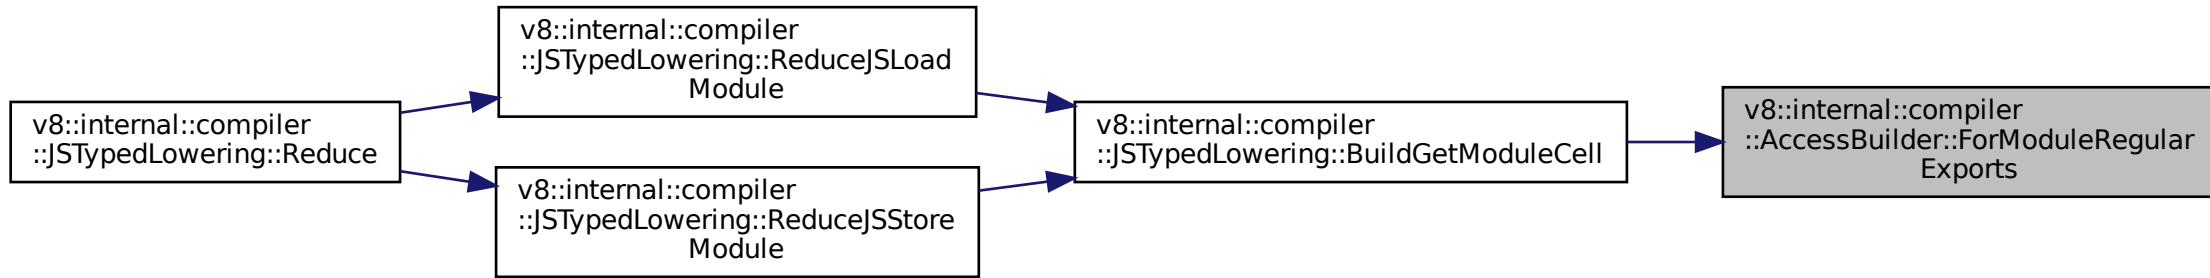 v8::internal::compiler
::JSTypedLowering::Reduce
v8::internal::compiler
::JSTypedLowering::ReduceJSLoad
Module
v8::internal::compiler
::JSTypedLowering::ReduceJSStore
Module
v8::internal::compiler
::JSTypedLowering::BuildGetModuleCell
v8::internal::compiler
::AccessBuilder::ForModuleRegular
Exports